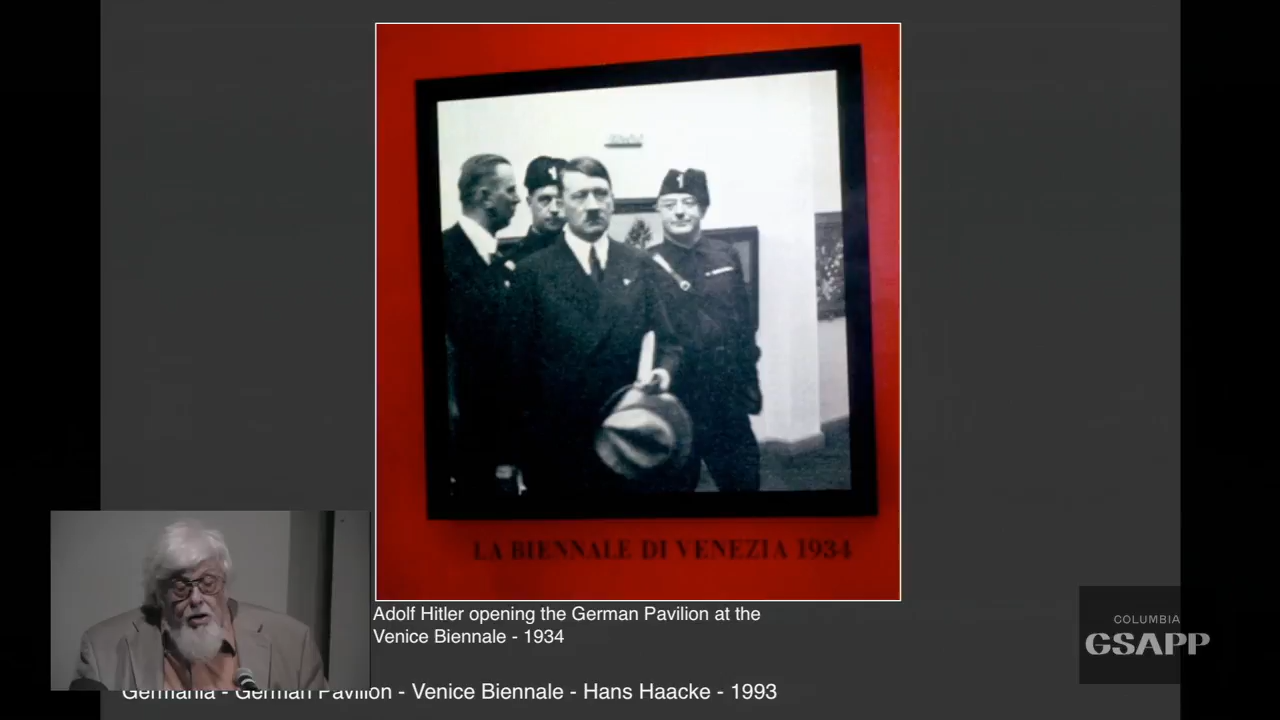 LA BIENNALE DI VENEZIA 1934
Adolf Hitler opening the German Pavilion at the
Venice Biennale - 1934
Germania - German Pavilion - Venice Biennale - Hans Haacke - 1993
COLUMBIA
GSAPP